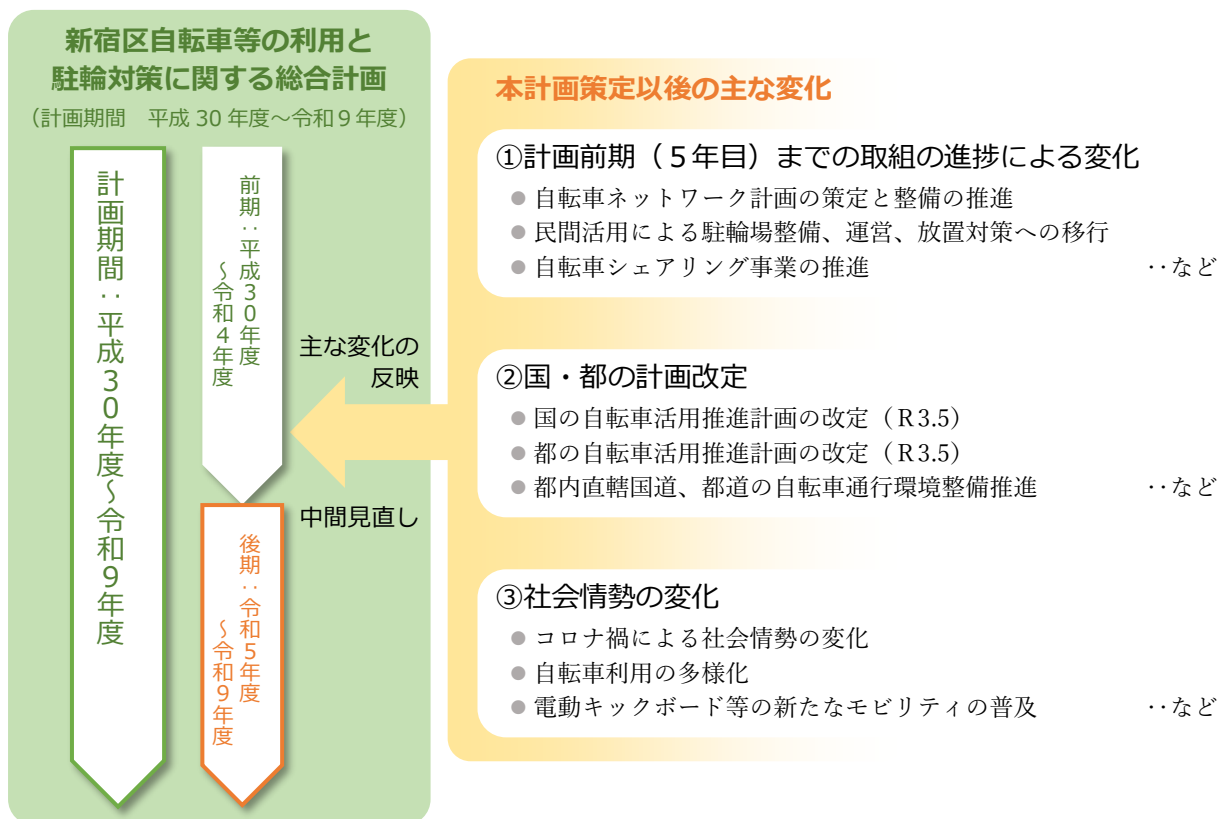 新宿区自転車等の利用と
駐輪対策に関する総合計画
（計画期間　平成 30 年度～令和９年度）
計画期間：平成３０年度～令和９年度
前期：平成３０年度
～令和４年度
後期：令和５年度
～令和９年度
主な変化の
反映
中間見直し
本計画策定以後の主な変化
①計画前期（５年目）までの取組の進捗による変化
● 自転車ネットワーク計画の策定と整備の推進
● 民間活用による駐輪場整備、運営、放置対策への移行
● 自転車シェアリング事業の推進　‥など
②国・都の計画改定
● 国の自転車活用推進計画の改定（Ｒ3.5）
● 都の自転車活用推進計画の改定（Ｒ3.5）
● 都内直轄国道、都道の自転車通行環境整備推進　‥など
③社会情勢の変化
● コロナ禍による社会情勢の変化
● 自転車利用の多様化
● 電動キックボード等の新たなモビリティの普及　‥など